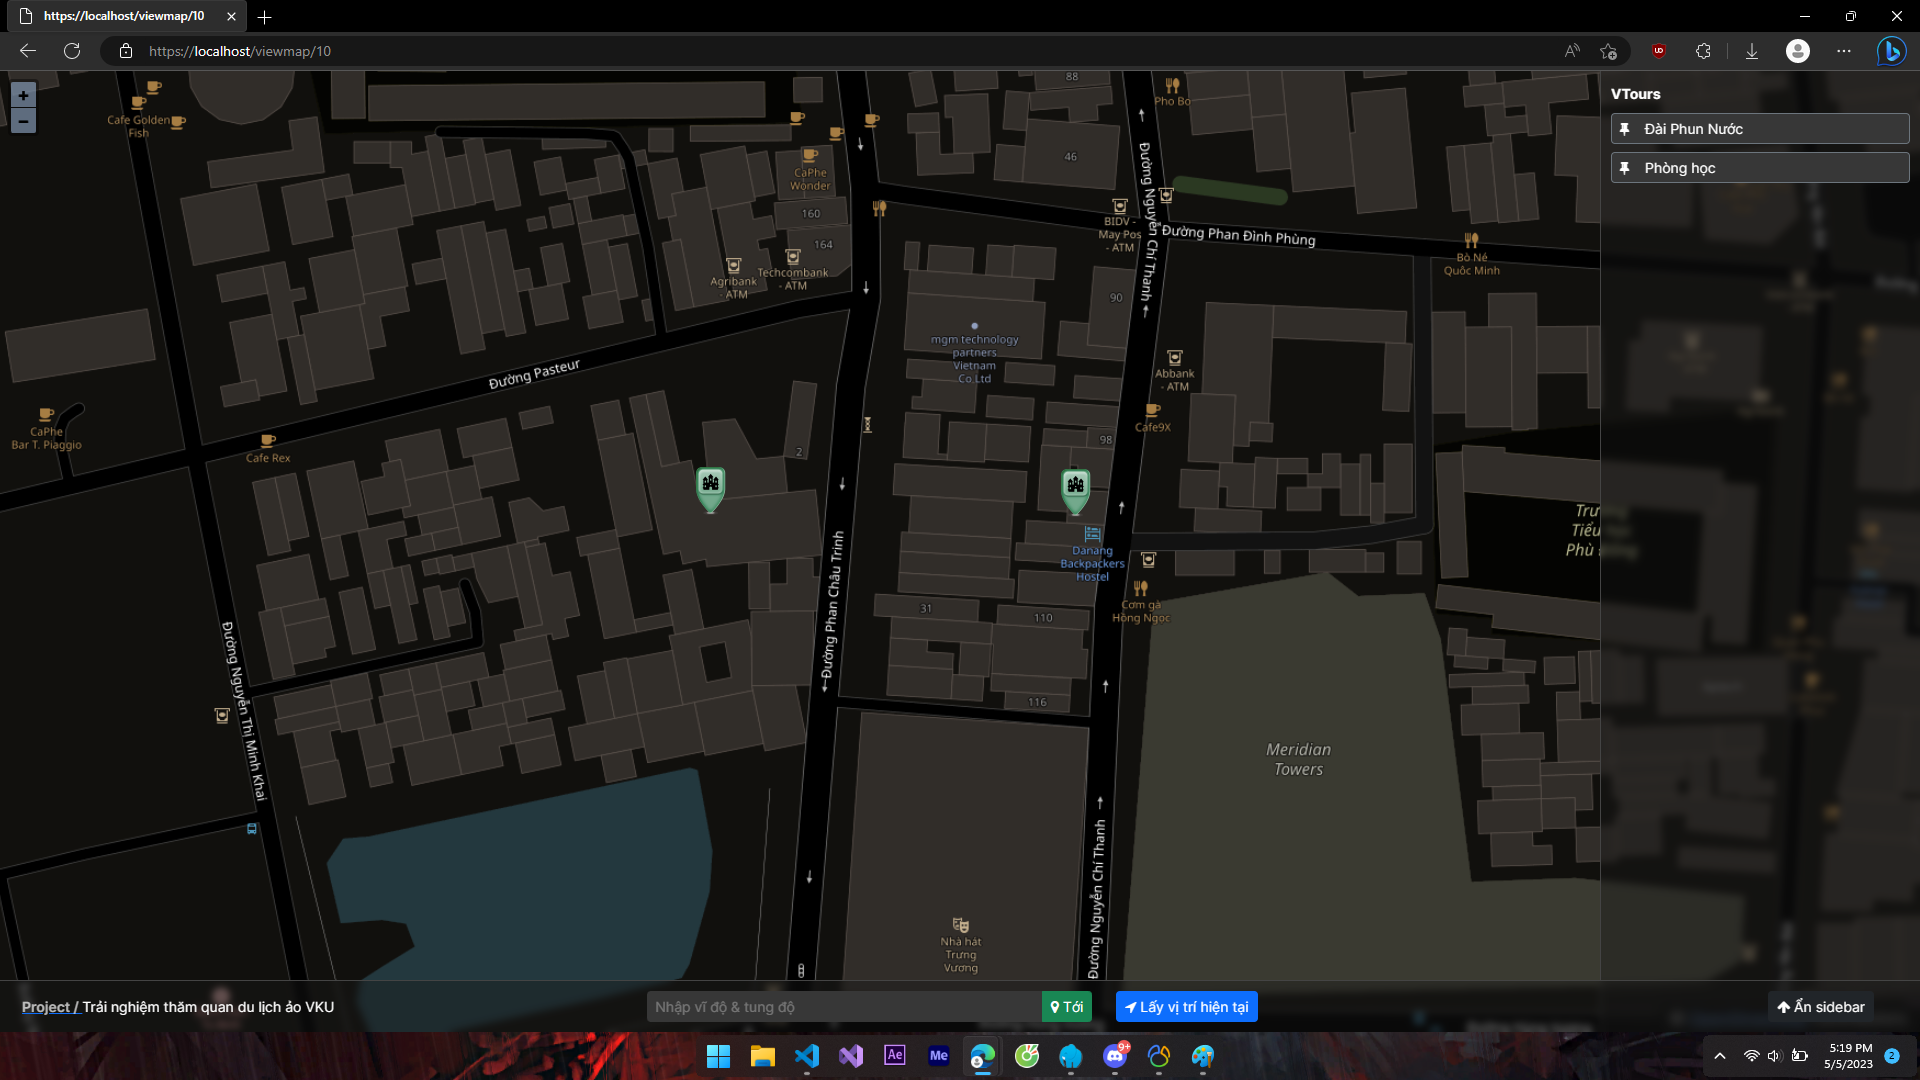 https://localhost/viewmap/10
https://localhost/viewmap/10
VTours
Đài Phun Nước
Phòng học
+
−
Cafe Golden
Fish
88
Pho Bo
46
CaPhe
Wonder
160
164
BIDV -
May Pos
- ATM
Đường Nguyễn Chí Thanh
Đường Phan Đình Phùng
Bò Né
Quốc Minh
Agribank
- ATM
Techcombank
- ATM
90
mgm technology
partners
Vietnam
Co.Ltd
Đường Pasteur
Abbank
- ATM
CaPhe
Bar T. Piaggio
Cafe Rex
2
98
Cafe9X
Đường Phan Châu Trinh
Danang
Backpackers
Hostel
Cơm gà
Hồng Ngọc
31
110
116
Đường Nguyễn Thị Minh Khai
Meridian
Towers
Đường Nguyễn Chí Thanh
Nhà hát
Trưng
Vương
Project / Trải nghiệm thăm quan du lịch ảo VKU
Nhập vĩ độ & tung độ
Tới
Lấy vị trí hiện tại
Ẩn sidebar
Ae
Me
9+
5:19 PM
5/5/2023
2